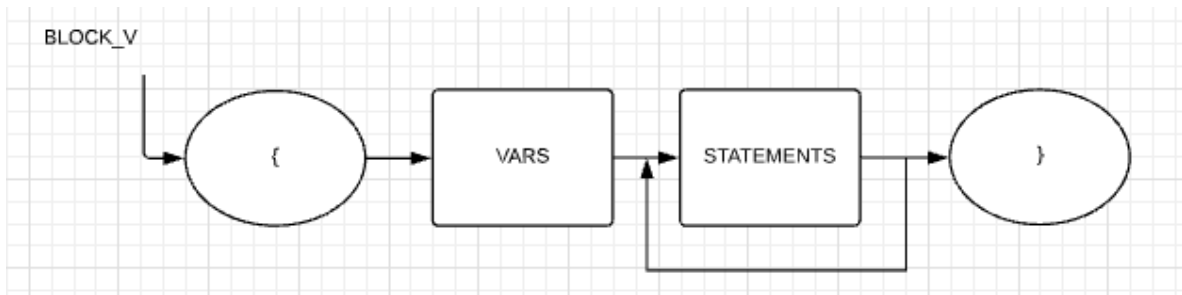 BLOCK_V
{
VARS
STATEMENTS
}